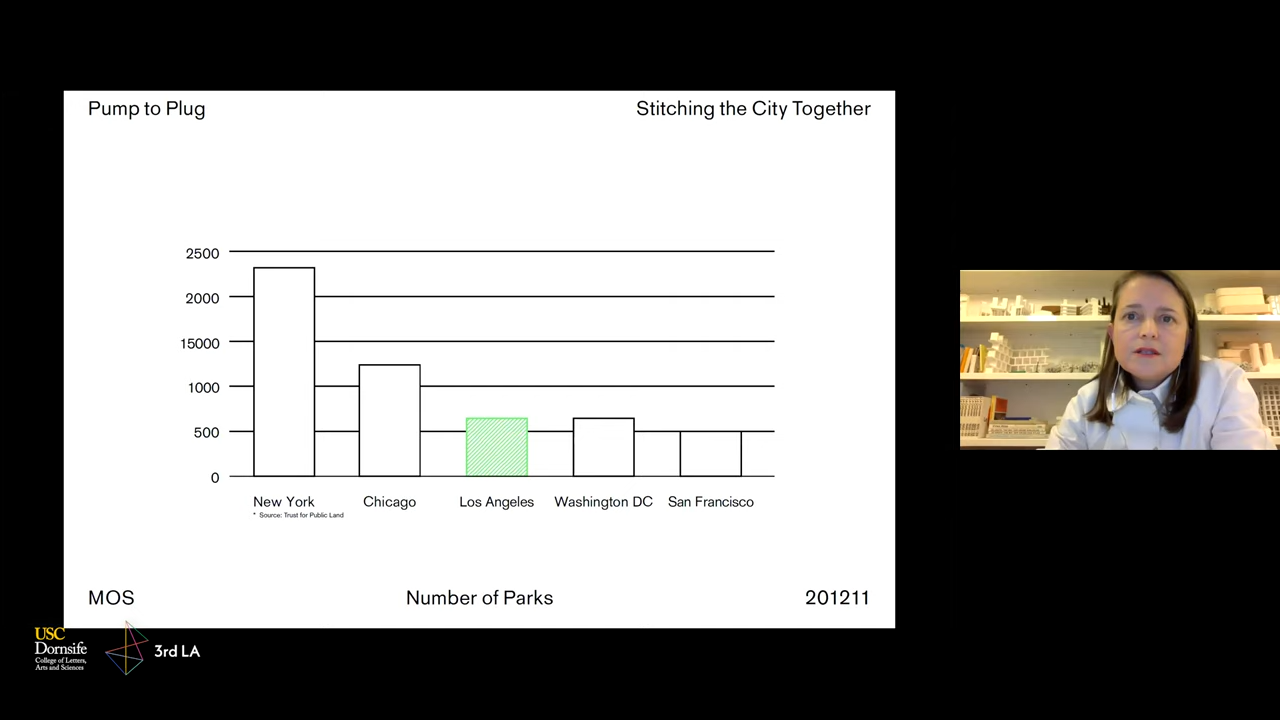 Pump to Plug
Stitching the City Together
2500
2000
15000
1000
500
0
New York
Chicago
Los Angeles
Washington DC
San Francisco
* Source: Trust for Public Land
MOS
Number of Parks
201211
USC
Dornsife
College of Letters,
Arts and Sciences
3rd LA